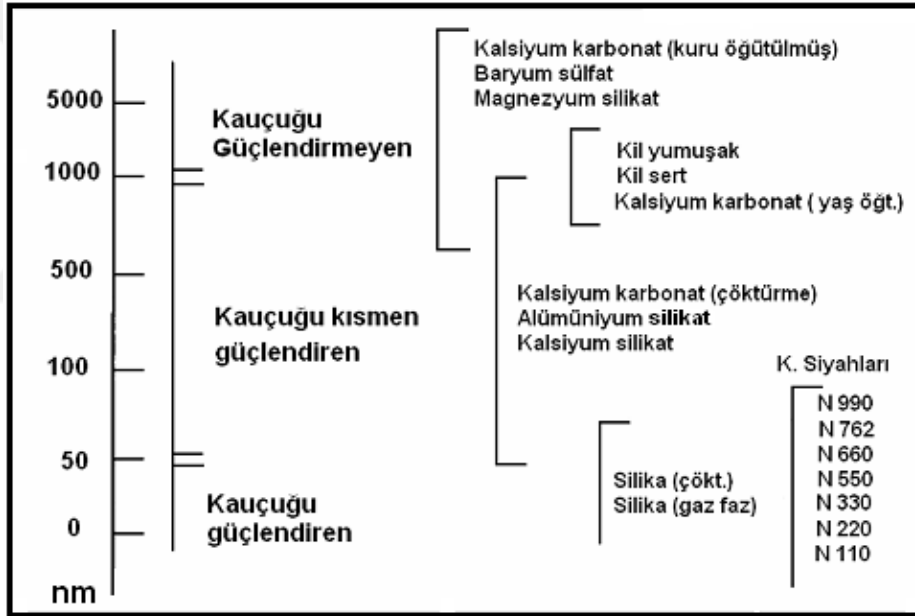 5000
1000
500
100
50
0
nm
Kauçuğu
Güçlendirmeyen
Kauçuğu kısmen
güçlendiren
Kauçuğu
güçlendiren
Kalsiyum karbonat (kuru öğütülmüş)
Baryum sülfat
Magnezyum silikat
Kil yumuşak
Kil sert
Kalsiyum karbonat ( yaş öğt.)
Kalsiyum karbonat (çöktürme)
Alümüniyum silikat
Kalsiyum silikat
Silika (çökt.)
Silika (gaz faz)
K. Siyahları
N 990
N 762
N 660
N 550
N 330
N 220
N 110